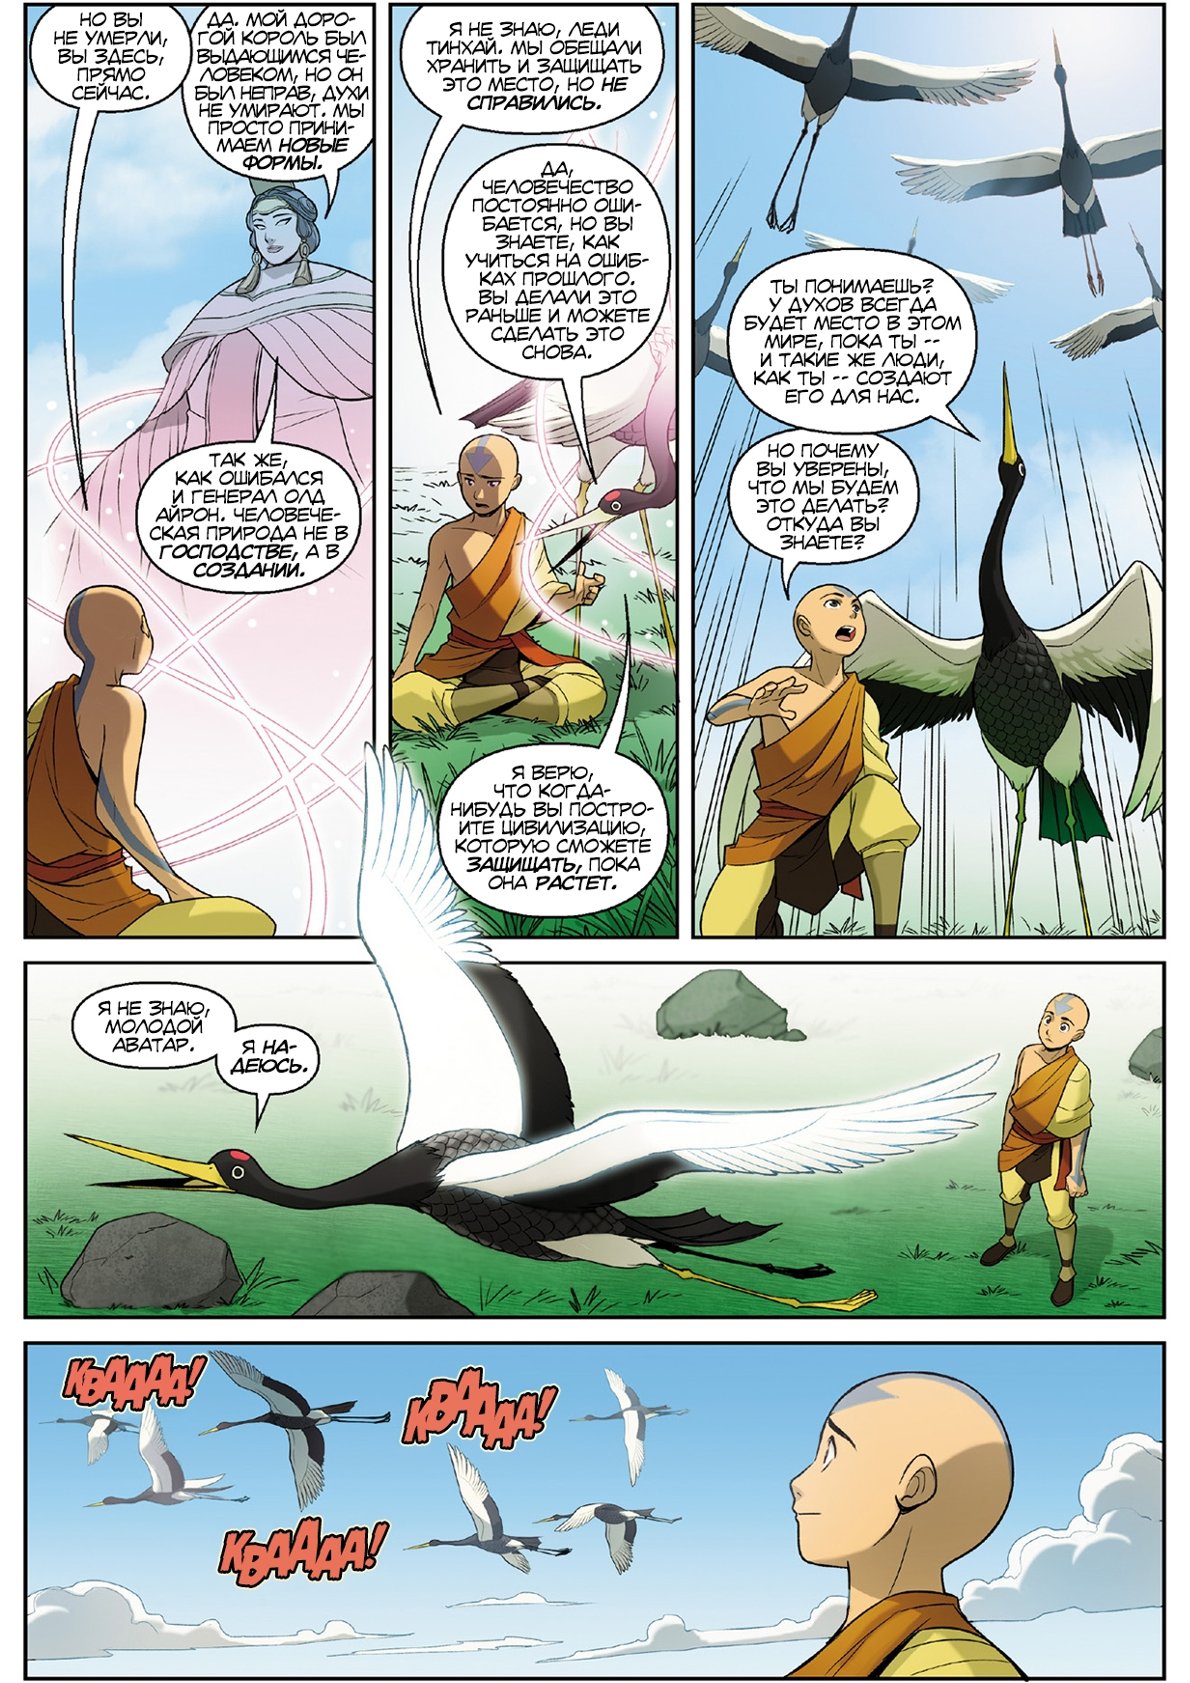 НО ВЫ
НЕ УМЕРЛИ,
ВЫ ЗДЕСЬ,
ПРЯМО
СЕЙЧАС.
ДА. МОЙ ДОРО-
ГОЙ КОРОЛЬ БЫЛ
ВЫДАЮЩИМСЯ ЧЕ-
ЛОВЕКОМ, НО ОН
БЫЛ НЕПРАВ, ДУХИ
НЕ УМИРАЮТ. МЫ
ПРОСТО ПРИНИ-
МАЕМ НОВЫЕ
ФОРМЫ.
ТАК ЖЕ,
КАК ОШИБАЛСЯ
И ГЕНЕРАЛ ОЛД
АЙРОН. ЧЕЛОВЕЧЕ-
СКАЯ ПРИРОДА НЕ В
ГОСПОДСТВЕ, А В
СОЗДАНИИ.
Я НЕ ЗНАЮ, ЛЕДИ
ТИНХАЙ. МЫ ОБЕЩАЛИ
ХРАНИТЬ И ЗАЩИЩАТЬ
ЭТО МЕСТО, НО НЕ
СПРАВИЛИСЬ.
ДА,
ЧЕЛОВЕЧЕСТВО
ПОСТОЯННО ОШИ-
БАЕТСЯ, НО ВЫ
ЗНАЕТЕ, КАК
УЧИТЬСЯ НА ОШИБ-
КАХ ПРОШЛОГО.
ВЫ ДЕЛАЛИ ЭТО
РАНЬШЕ И МОЖЕТЕ
СДЕЛАТЬ ЭТО
СНОВА.
Я ВЕРЮ,
ЧТО КОГДА-
НИБУДЬ ВЫ ПОСТРО-
ИТЕ ЦИВИЛИЗАЦИЮ,
КОТОРУЮ СМОЖЕТЕ
ЗАЩИЩАТЬ, ПОКА
ОНА РАСТЕТ.
ТЫ ПОНИМАЕШЬ?
У ДУХОВ ВСЕГДА
БУДЕТ МЕСТО В ЭТОМ
МИРЕ, ПОКА ТЫ --
И ТАКИЕ ЖЕ ЛЮДИ,
КАК ТЫ -- СОЗДАЮТ
ЕГО ДЛЯ НАС.
НО ПОЧЕМУ
ВЫ УВЕРЕНЫ,
ЧТО МЫ БУДЕМ
ЭТО ДЕЛАТЬ?
ОТКУДА ВЫ
ЗНАЕТЕ?
Я НЕ ЗНАЮ,
МОЛОДОЙ
АВАТАР.
Я НА-
ДЕЮСЬ.
КВАДАА!
КВААДА!
КВААДА!